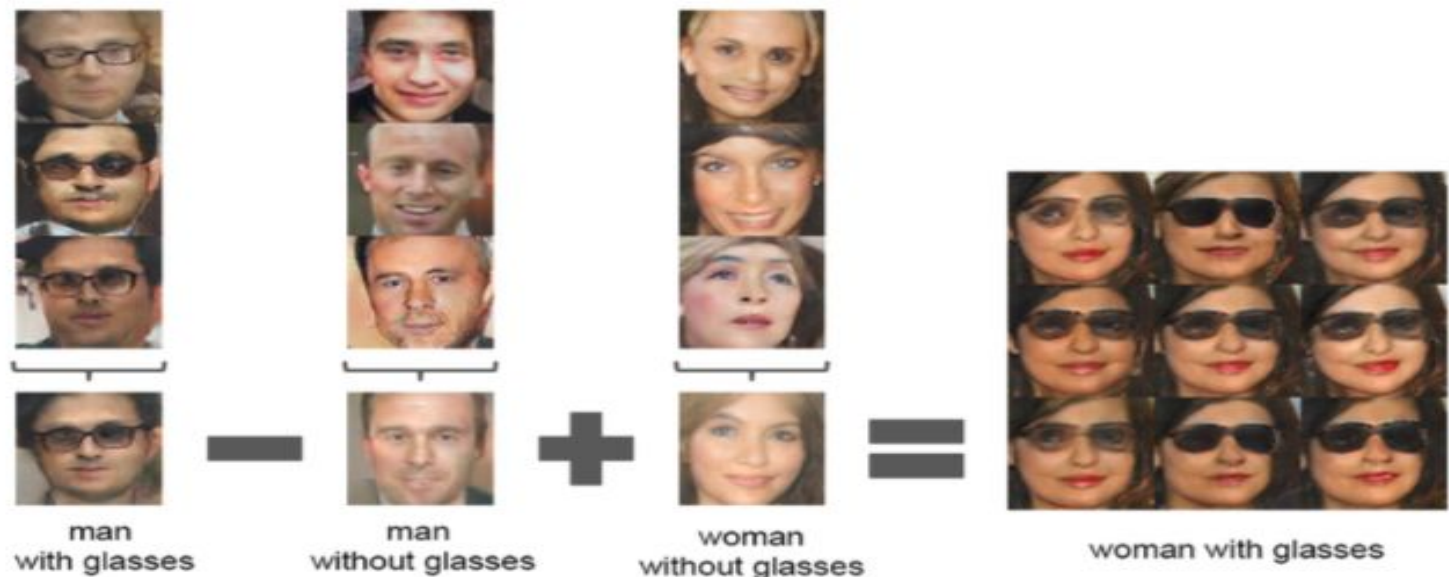 man
with glasses
man
without glasses
woman
without glasses
woman with glasses